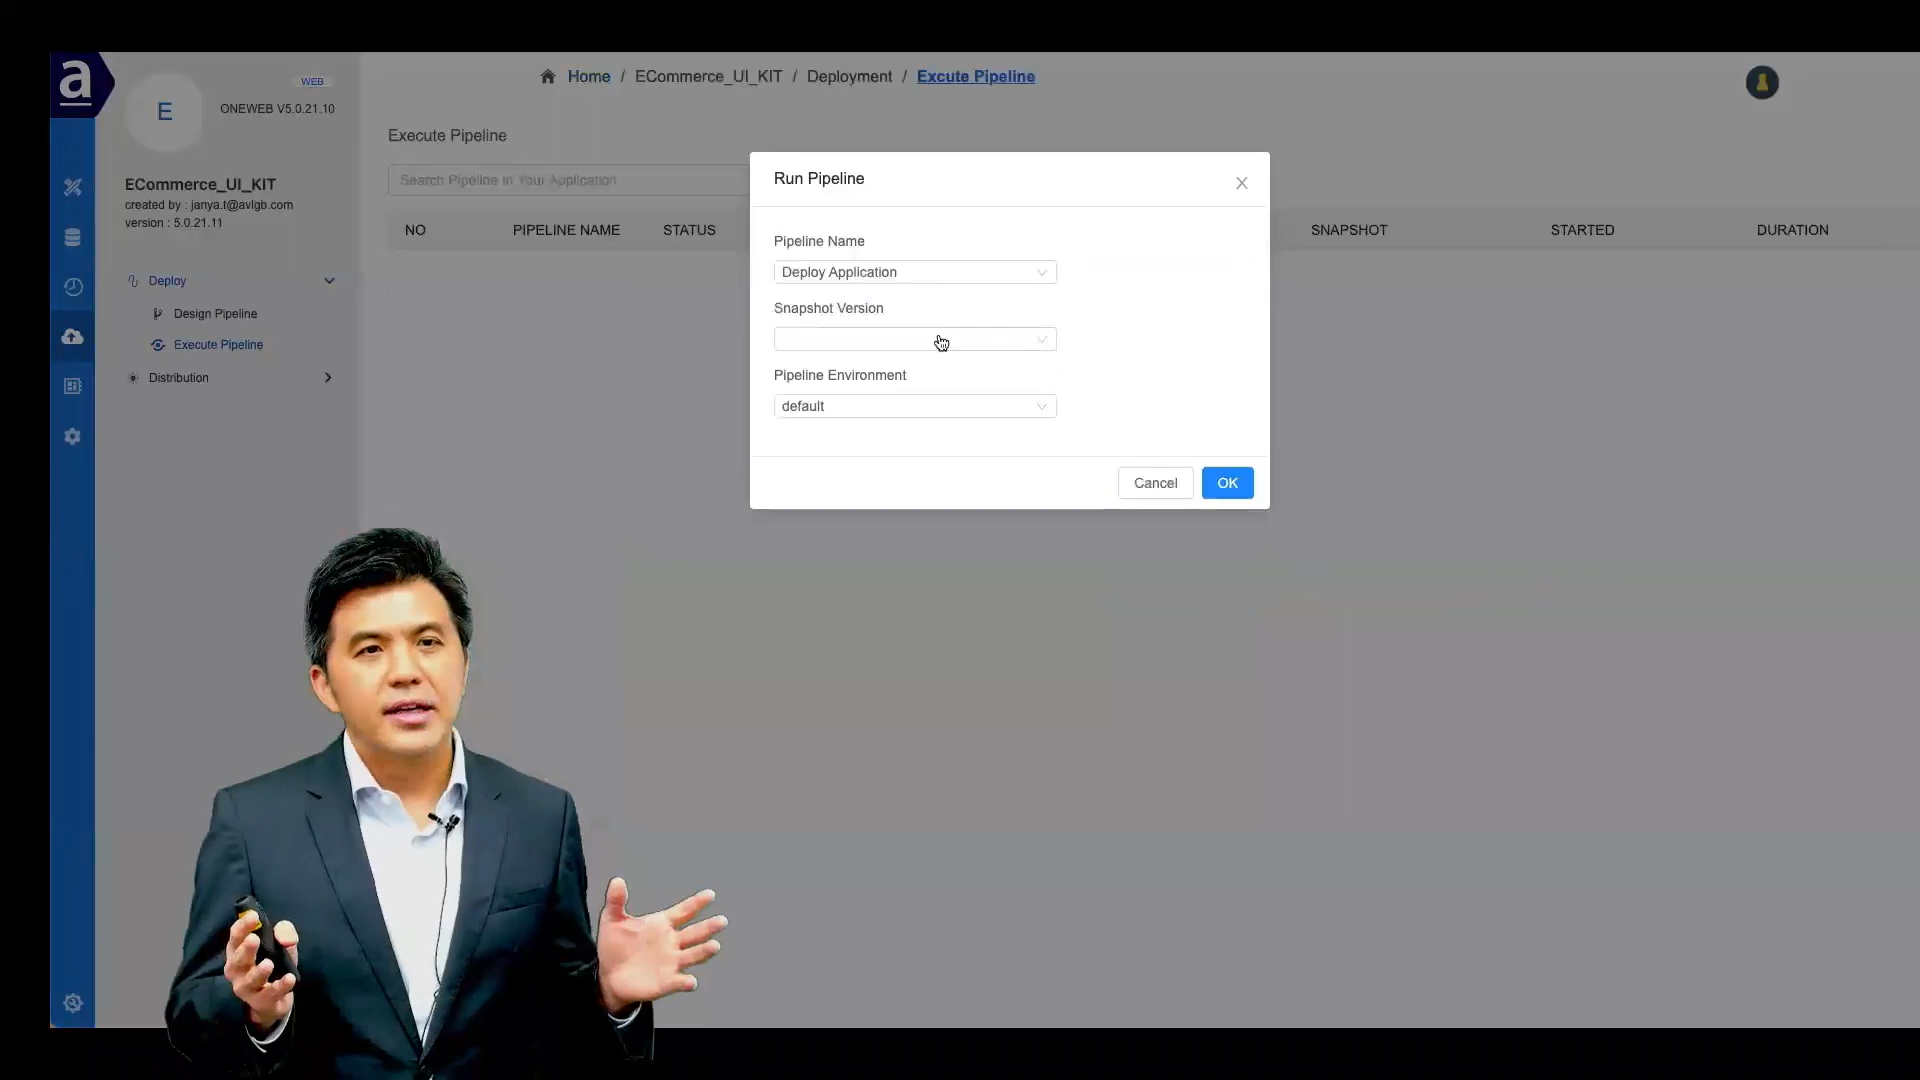 a
WEB
E
ONEWEB V5.0.21.10
ECommerce_UI_KIT
created by : janya.t@avlgb.com
version : 5.0.21.11
Deploy
Design Pipeline
Execute Pipeline
Distribution
Home / ECommerce_UI_KIT / Deployment / Excute Pipeline
Execute Pipeline
Search Pipeline In Your Application
NO PIPELINE NAME STATUS SNAPSHOT STARTED DURATION
Run Pipeline
Pipeline Name
Deploy Application
Snapshot Version
Pipeline Environment
default
Cancel OK